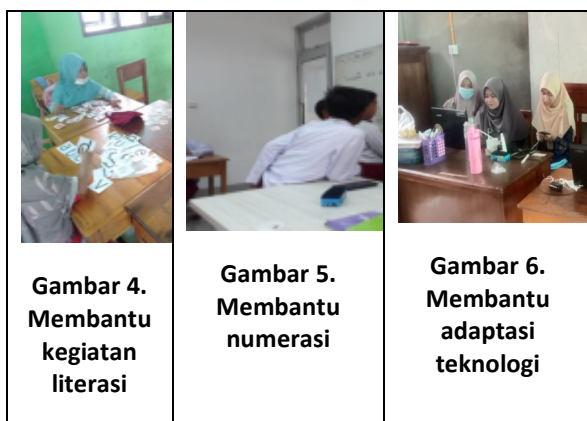 Gambar 4.
Membantu
kegiatan
literasi
Gambar 5.
Membantu
numerasi
Gambar 6.
Membantu
adaptasi
teknologi